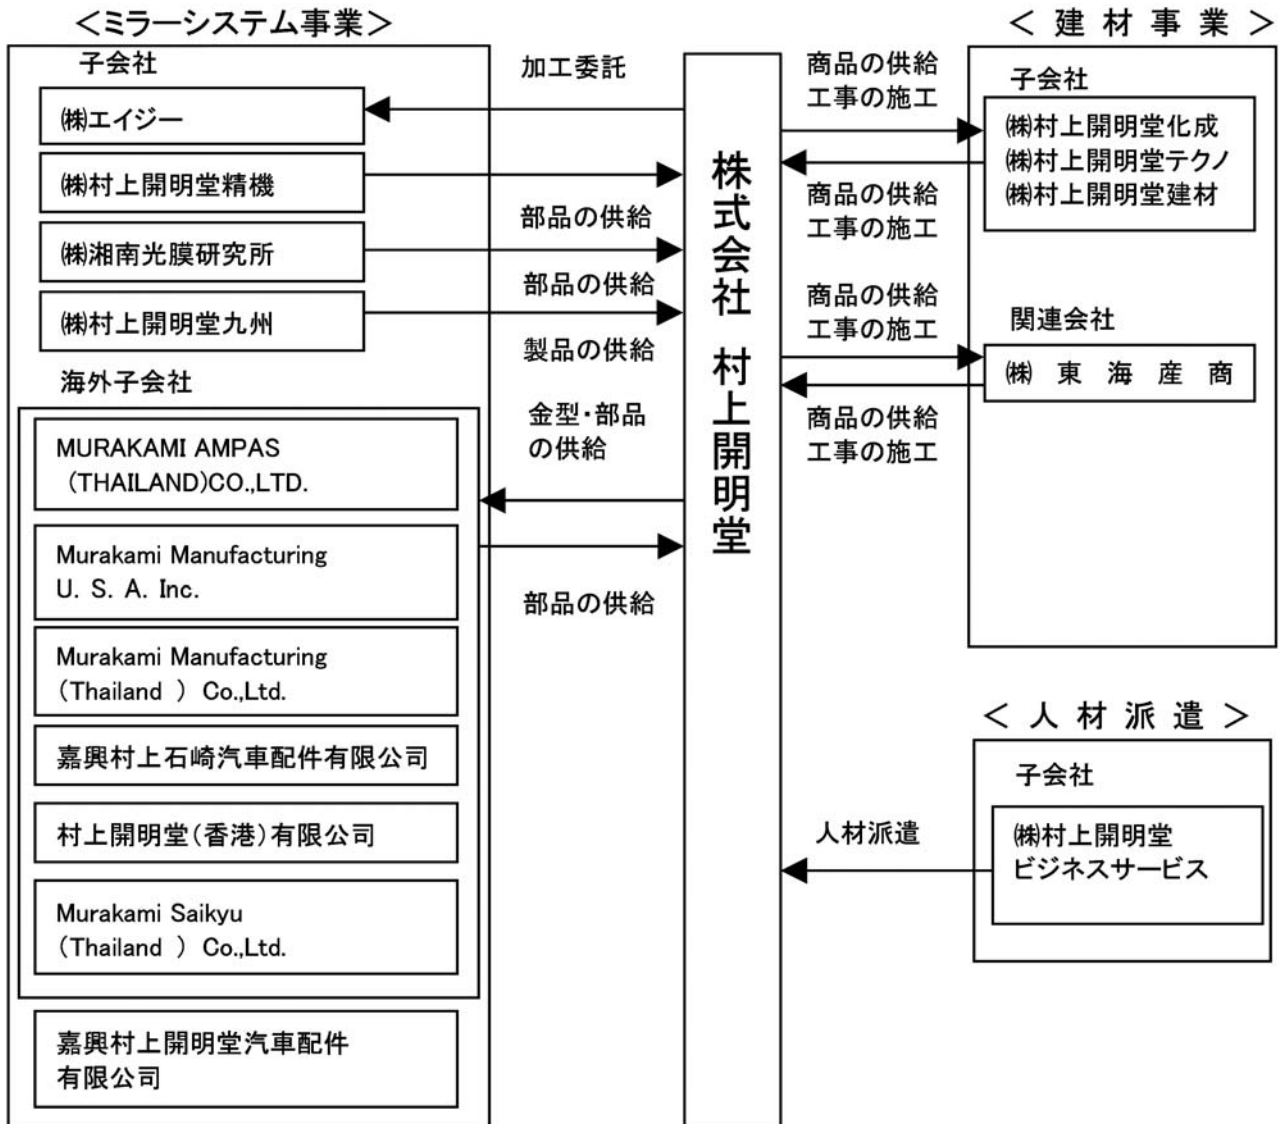 ＜ミラーシステム事業＞
子会社
㈱エイジー
㈱村上開明堂精機
㈱湘南光膜研究所
㈱村上開明堂九州
海外子会社
MURAKAMI AMPAS
（THAILAND)CO.,LTD.
Murakami Manufacturing
U. S. A. Inc.
Murakami Manufacturing
（Thailand ） Co.,Ltd.
嘉興村上石崎汽車配件有限公司
村上開明堂（香港）有限公司
Murakami Saikyu
（Thailand ） Co.,Ltd.
嘉興村上開明堂汽車配件
有限公司
加工委託
部品の供給
部品の供給
製品の供給
金型・部品
の供給
部品の供給
株式会社 村上開明堂
＜ 建 材 事 業 ＞
商品の供給
工事の施工
子会社
㈱村上開明堂化成
㈱村上開明堂テクノ
㈱村上開明堂建材
商品の供給
工事の施工
商品の供給
工事の施工
関連会社
㈱ 東 海 産 商
商品の供給
工事の施工
＜ 人 材 派 遣 ＞
子会社
人材派遣
㈱村上開明堂
ビジネスサービス